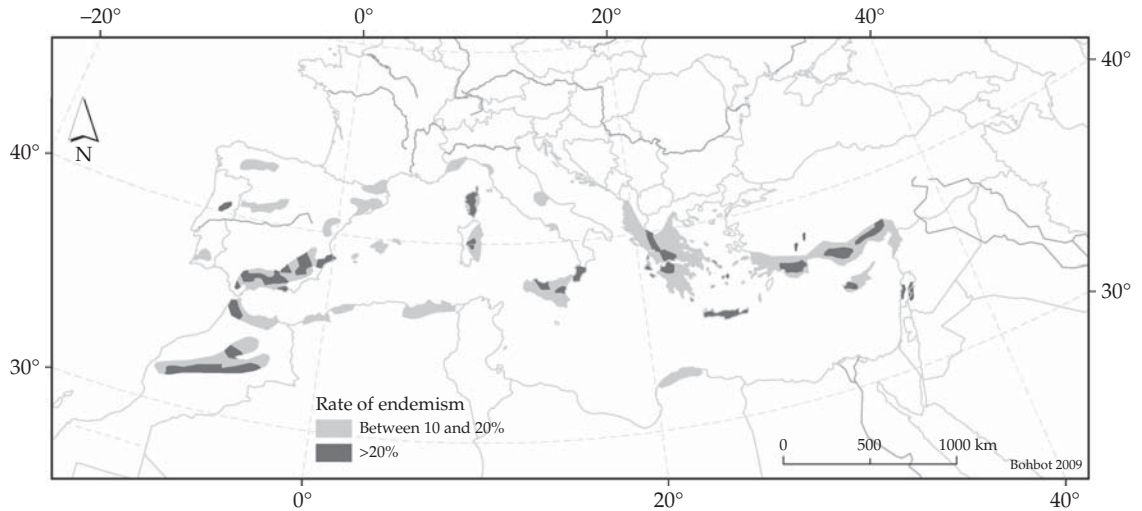 −20° 0° 20° 40°
40°
N
40°
30°
30°
Rate of endemism
Between 10 and 20%
>20%
0 500 1000 km
Bohbot 2009
0° 20° 40°